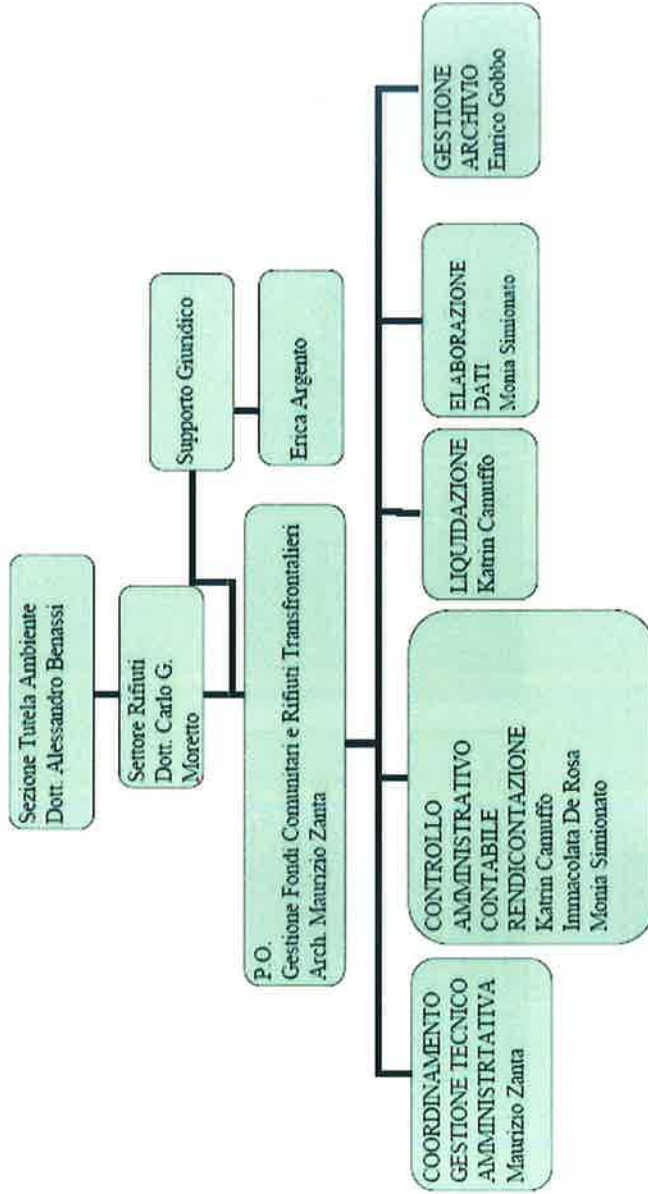 Sezione Tutela Ambiente
Dott. Alessandro Benassi
Settore Rifiuti
Dott. Carlo G.
Moretto
Supporto Giuridico
Erica Argento
P.O.
Gestione Fondi Comunitari e Rifiuti Transfrontalieri
Arch. Maurizio Zanta
COORDINAMENTO
GESTIONE TECNICO
AMMINISTRTATIVA
Maurizio Zanta
CONTROLLO
AMMINISTRATIVO
CONTABILE
RENDICONTAZIONE
Katrin Camuffo
Immacolata De Rosa
Monia Simionato
LIQUIDAZIONE
Katrin Camuffo
ELABORAZIONE
DATI
Monia Simionato
GESTIONE
ARCHIVIO
Enrico Gobbo